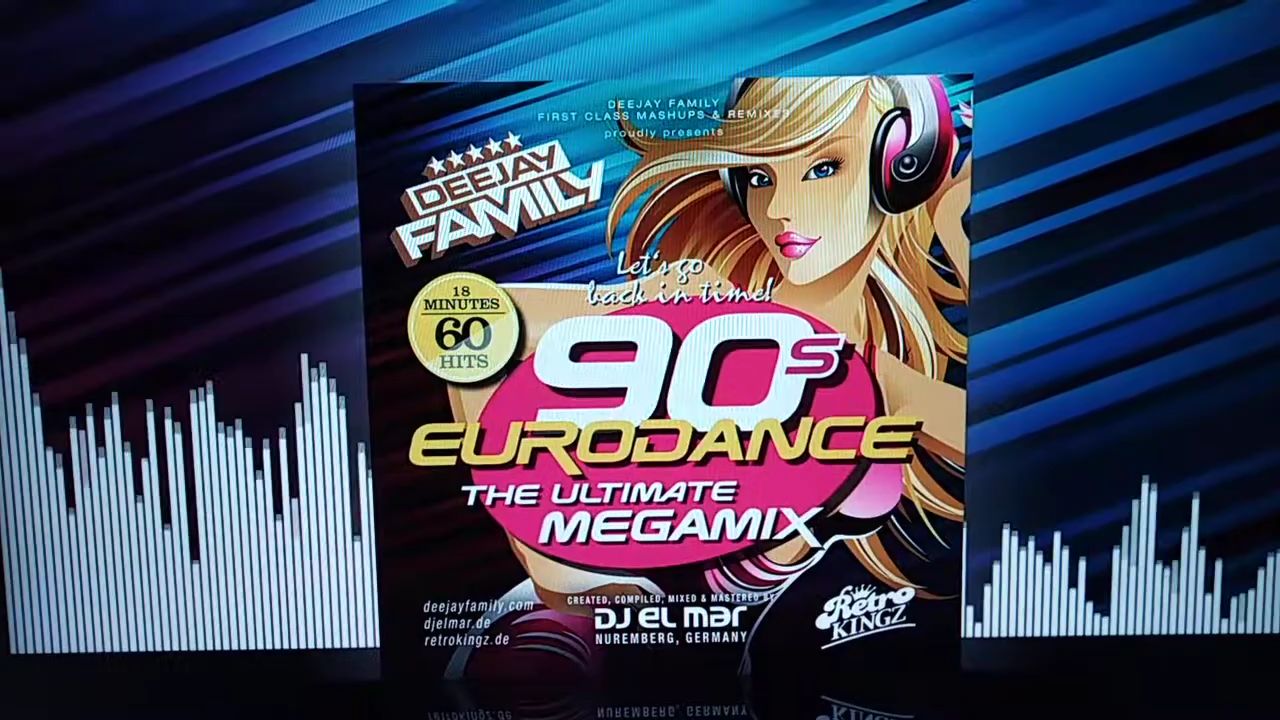 DEEJAY FAMILY
FIRST CLASS MASHUPS & REMIXES
proudly presents
DEEJAY
FAMILY
Let's go
back in time!
18
MINUTES
60
HITS
90s
EURODANCE
THE ULTIMATE
MEGAMIX
deejayfamily.com
djelmar.de
retrokingz.de
CREATED, COMPILED, MIXED & MASTERED BY
DJ EL MAR
NUREMBERG, GERMANY
Retro
KINGZ